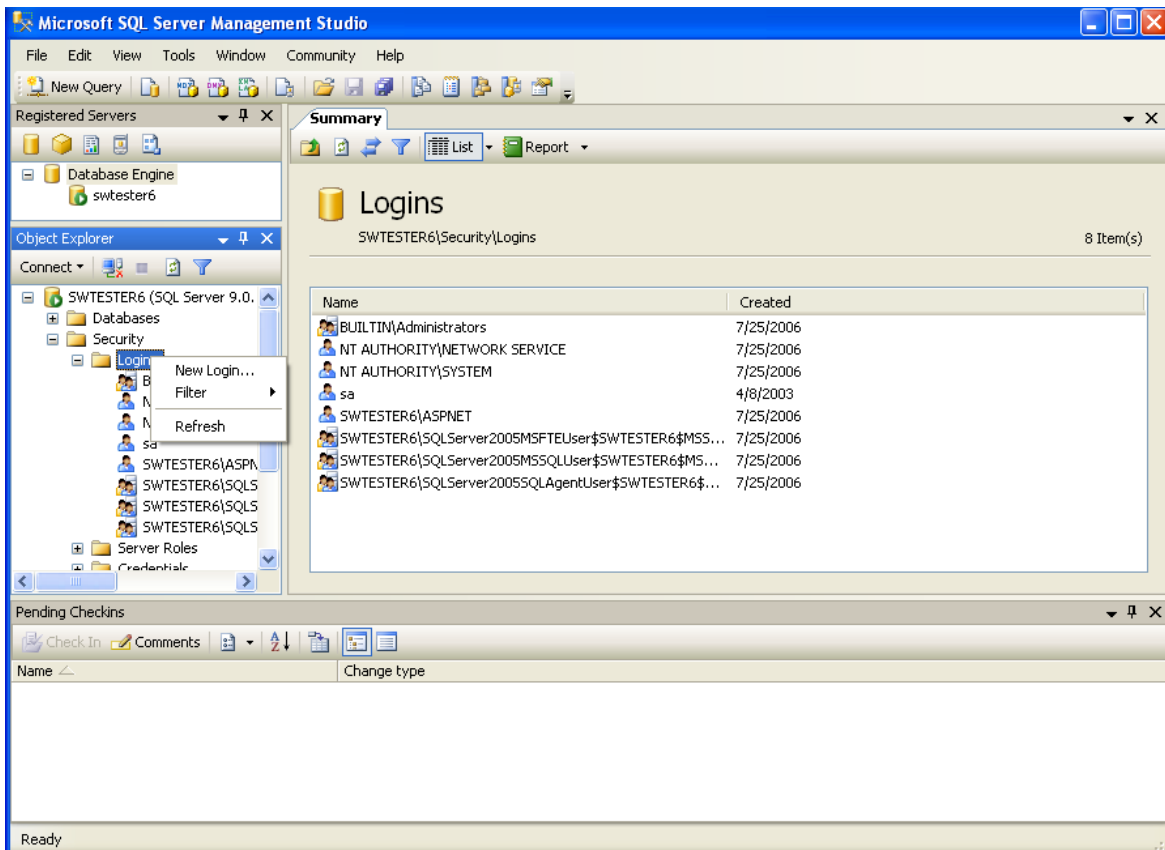 Microsoft SQL Server Management Studio
File Edit View Tools Window Community Help
New Query
Registered Servers
Database Engine
swtester6
Object Explorer
Connect
SWTESTER6 (SQL Server 9.0.
Databases
Security
Login
B
N
N
sa
SWTESTER6\ASPN
SWTESTER6\SQLS
SWTESTER6\SQLS
SWTESTER6\SQLS
Server Roles
Credentials
New Login...
Filter
Refresh
Summary
List Report
Logins
SWTESTER6\Security\Logins 8 Item(s)
Name Created
BUILTIN\Administrators 7/25/2006
NT AUTHORITY\NETWORK SERVICE 7/25/2006
NT AUTHORITY\SYSTEM 7/25/2006
sa 4/8/2003
SWTESTER6\ASPNET 7/25/2006
SWTESTER6\SQLServer2005MSFTEUser$SWTESTER6$MSS... 7/25/2006
SWTESTER6\SQLServer2005MSSQLUser$SWTESTER6$MS... 7/25/2006
SWTESTER6\SQLServer2005SQLAgentUser$SWTESTER6$... 7/25/2006
Pending Checkins
Check In Comments
Name Change type
Ready